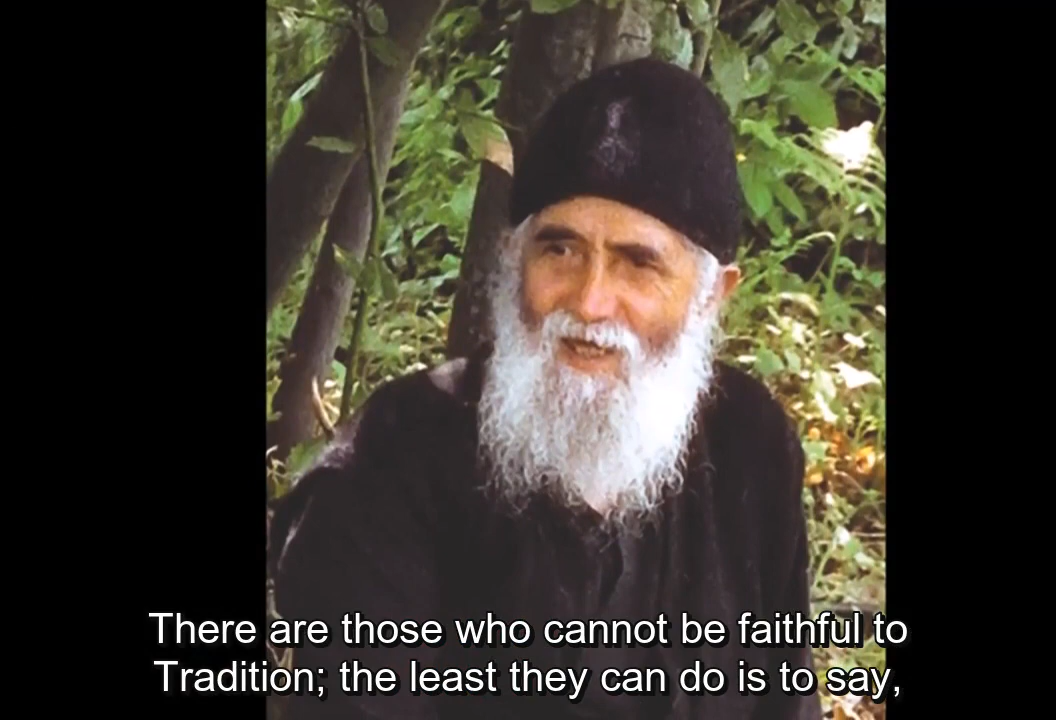 There are those who cannot be faithful to
Tradition; the least they can do is to say,